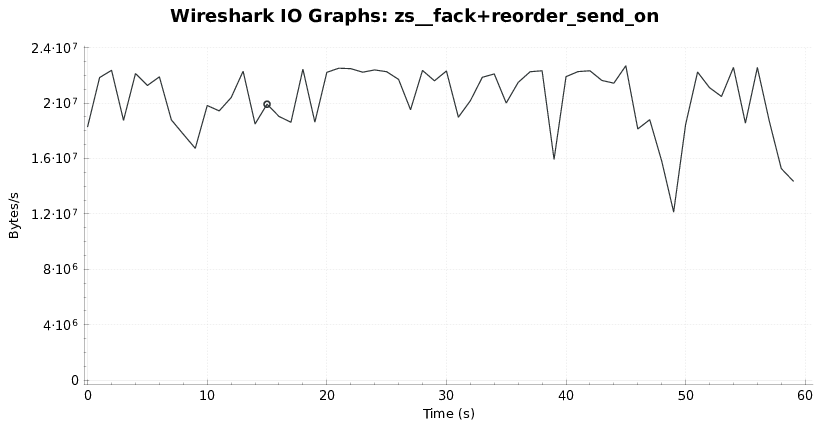 Wireshark IO Graphs: zs__fack+reorder_send_on
2.4·10⁷
2·10⁷
1.6·10⁷
1.2·10⁷
8·10⁶
4·10⁶
0
Bytes/s
0 10 20 30 40 50 60
Time (s)